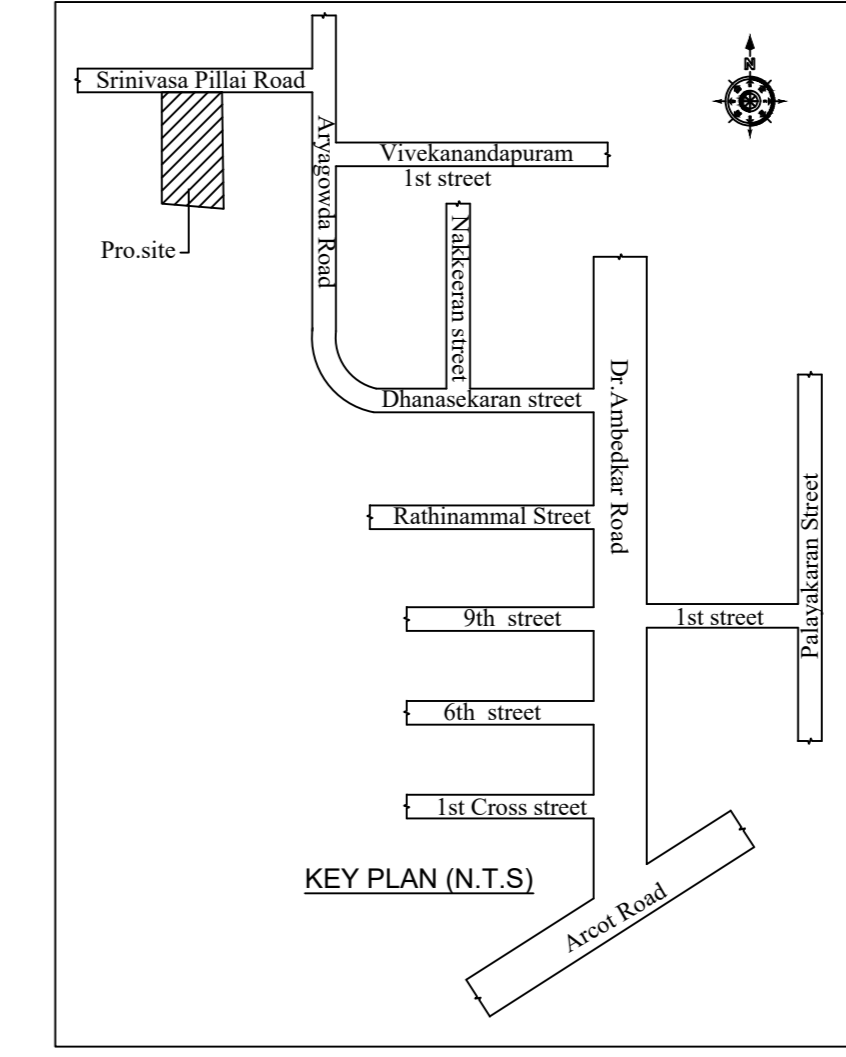 Srinivasa Pillai Road
N
Aryagowda Road
Vivekanandapuram
1st street
Nakkeeran street
Pro.site
Dr.Ambedkar Road
Dhanasekaran street
Palayakaran Street
Rathinammal Street
9th street
1st street
6th street
1st Cross street
KEY PLAN (N.T.S)
Arcot Road